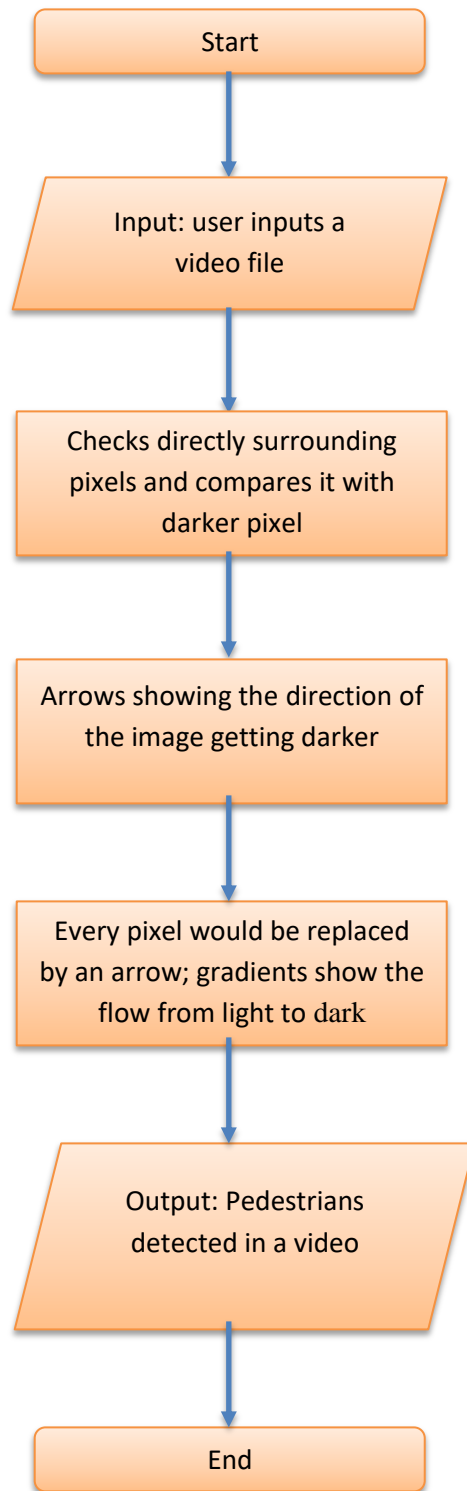 Start
Input: user inputs a
video file
Checks directly surrounding
pixels and compares it with
darker pixel
Arrows showing the direction of
the image getting darker
Every pixel would be replaced
by an arrow; gradients show the
flow from light to dark
Output: Pedestrians
detected in a video
End